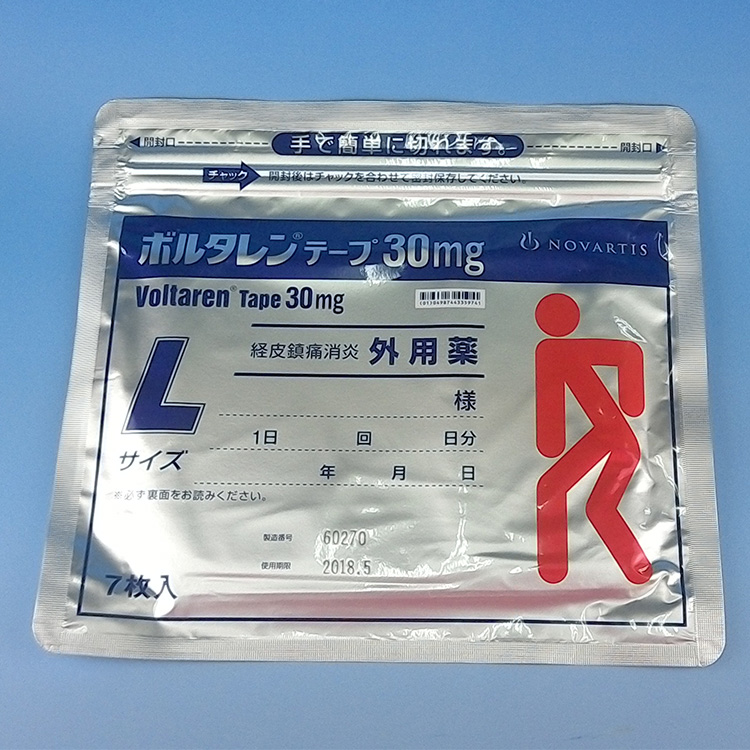 ◀開封口 手で簡単に切れます。 開封口▶
チャック 開封後はチャックを合わせて密封保存してください。
ボルタレン®テープ30mg NOVARTIS
Voltaren® Tape 30mg
L
サイズ
経皮鎮痛消炎 外用薬
様
1日 回 日分
年 月 日
※必ず裏面をお読みください。
製造番号 60270
使用期限 2018.5
7枚入